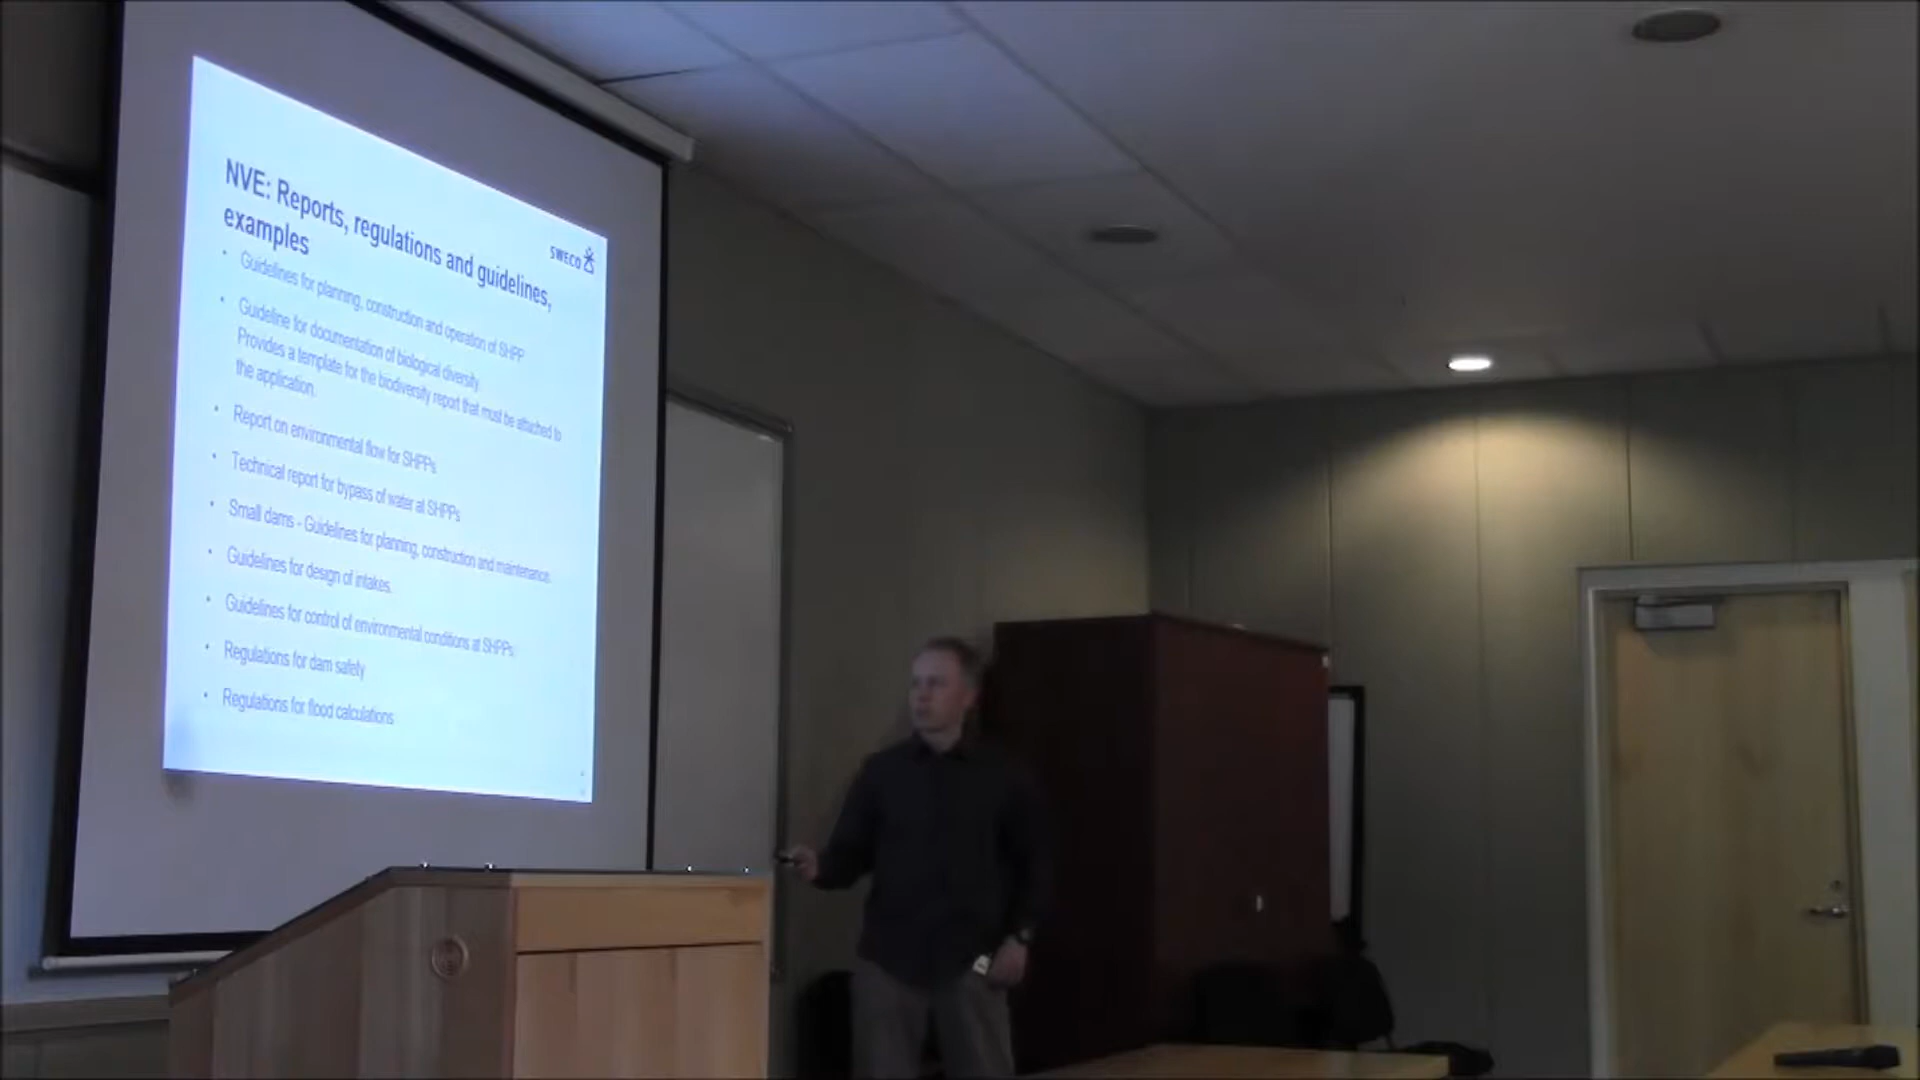 NVE: Reports, regulations and guidelines,
examples
SWECO
• Guidelines for planning, construction and operation of SHPP
• Guideline for documentation of biological diversity
Provides a template for the biodiversity report that must be attached to
the application.
• Report on environmental flow for SHPPs
• Technical report for bypass of water at SHPPs
• Small dams - Guidelines for planning, construction and maintenance.
• Guidelines for design of intakes.
• Guidelines for control of environmental conditions at SHPPs
• Regulations for dam safety
• Regulations for flood calculations